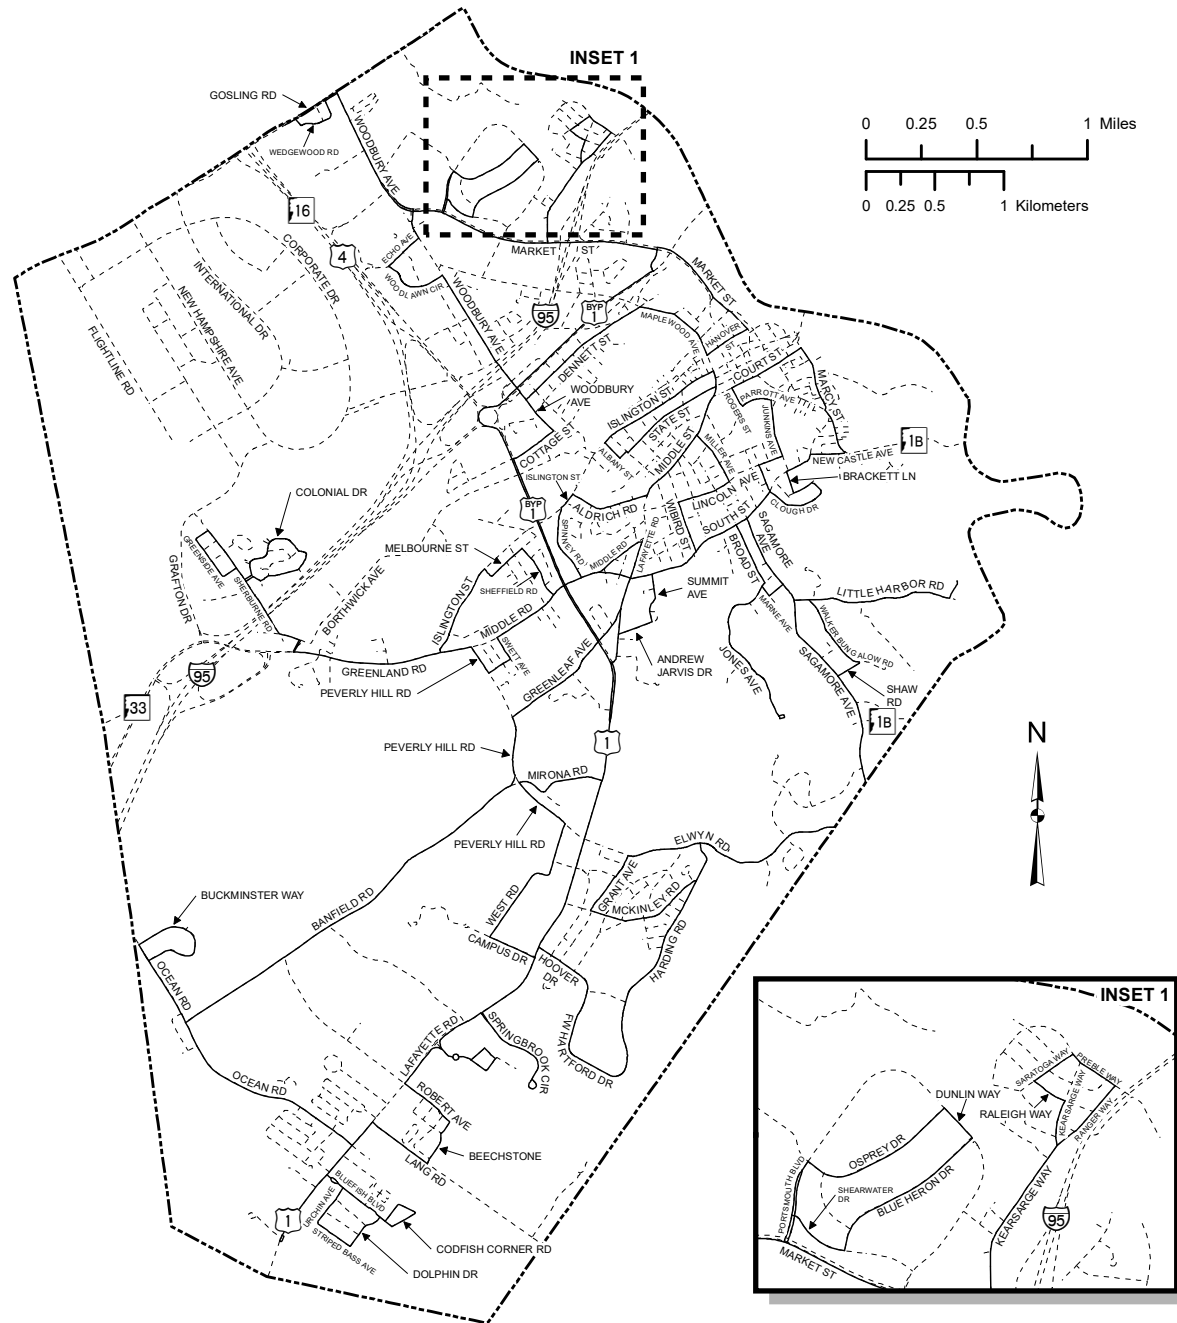 INSET 1
GOSLING RD
WEDGEWOOD RD
WOODBURY AVE
0 0.25 0.5 1 Miles
0 0.25 0.5 1 Kilometers
16
4
ECHO AVE
WOODLAWN CIR
MARKET ST
MARKET ST
CORPORATE DR
INTERNATIONAL DR
NEW HAMPSHIRE AVE
FLIGHTLINE RD
WOODBURY AVE
95
BYP
1
MAPLEWOOD AVE
HANOVER ST
DENNETT ST
COURT ST
MARCY ST
WOODBURY
AVE
ISLINGTON ST
STATE ST
MIDDLE ST
ROGERS ST
PARROTT AVE
JUNKINS AVE
COTTAGE ST
ALBANY ST
MILLER AVE
1B
NEW CASTLE AVE
BRACKETT LN
ISLINGTON ST
LINCOLN AVE
CLOUGH DR
COLONIAL DR
BYP
1
ALDRICH RD
WIBIRD ST
SOUTH ST
SAGAMORE
AVE
GREENSIDE AVE
SHERBURNE RD
GRAFTON DR
BORTHWICK AVE
MELBOURNE ST
SPINNEY RD
MIDDLE RD
LAFAYETTE RD
BROAD ST
SHEFFIELD RD
ISLINGTON ST
MIDDLE RD
SUMMIT
AVE
MARNE AVE
LITTLE HARBOR RD
WALKER BUNGALOW RD
95
GREENLAND RD
SWETT AVE
PEVERLY HILL RD
GREENLEAF AVE
ANDREW
JARVIS DR
JONES AVE
SAGAMORE AVE
SHAW
RD
33
1B
PEVERLY HILL RD
1
MIRONA RD
N
PEVERLY HILL RD
ELWYN RD
GRANT AVE
MCKINLEY RD
BUCKMINSTER WAY
BANFIELD RD
WEST RD
CAMPUS DR
HOOVER
DR
HARDING RD
OCEAN RD
LAFAYETTE RD
SPRINGBROOK CIR
FW HARTFORD DR
OCEAN RD
ROBERT AVE
BEECHSTONE
LANG RD
BLUEFISH BLVD
URCHIN AVE
1
STRIPED BASS AVE
CODFISH CORNER RD
DOLPHIN DR
INSET 1
SARATOGA WAY
PREBLE WAY
DUNLIN WAY
RALEIGH WAY
KEARSARGE WAY
RANGER WAY
OSPREY DR
PORTSMOUTH BLVD
SHEARWATER
DR
BLUE HERON DR
KEARSARGE WAY
95
MARKET ST